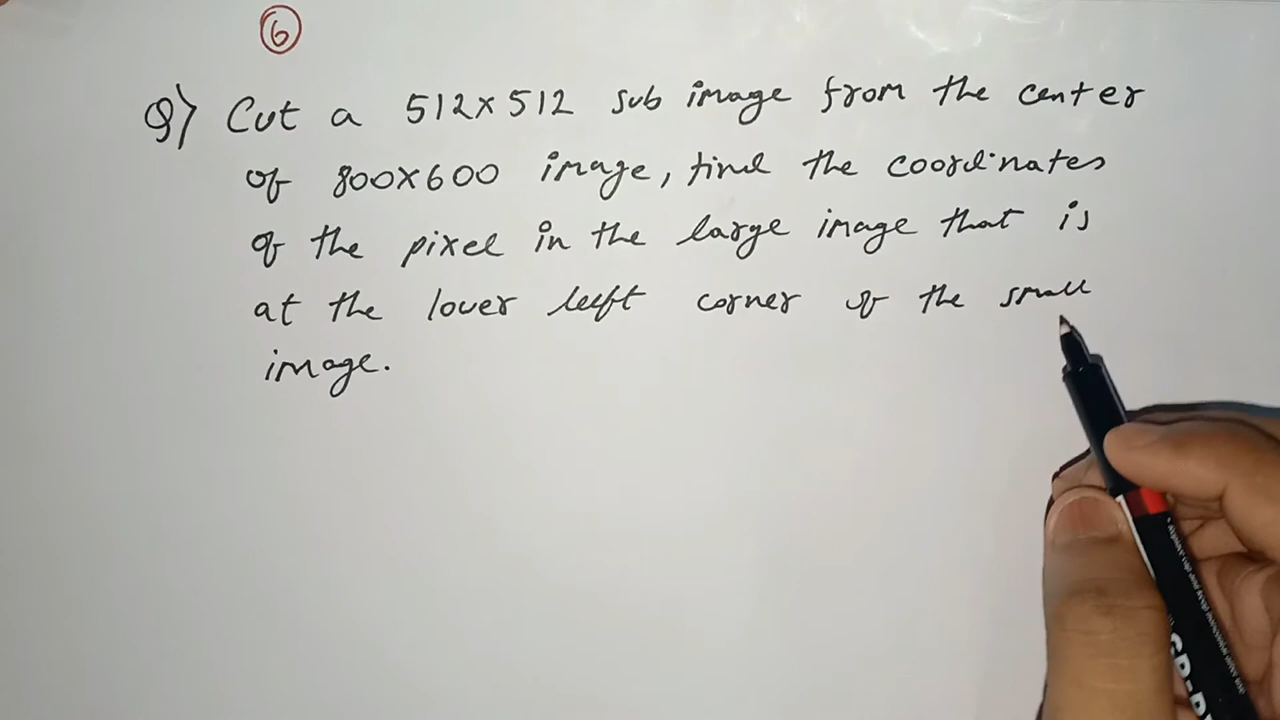 6
Q) Cut a 512x512 sub image from the center
of 800x600 image, find the coordinates
of the pixel in the large image that is
at the lower left corner of the small
image.